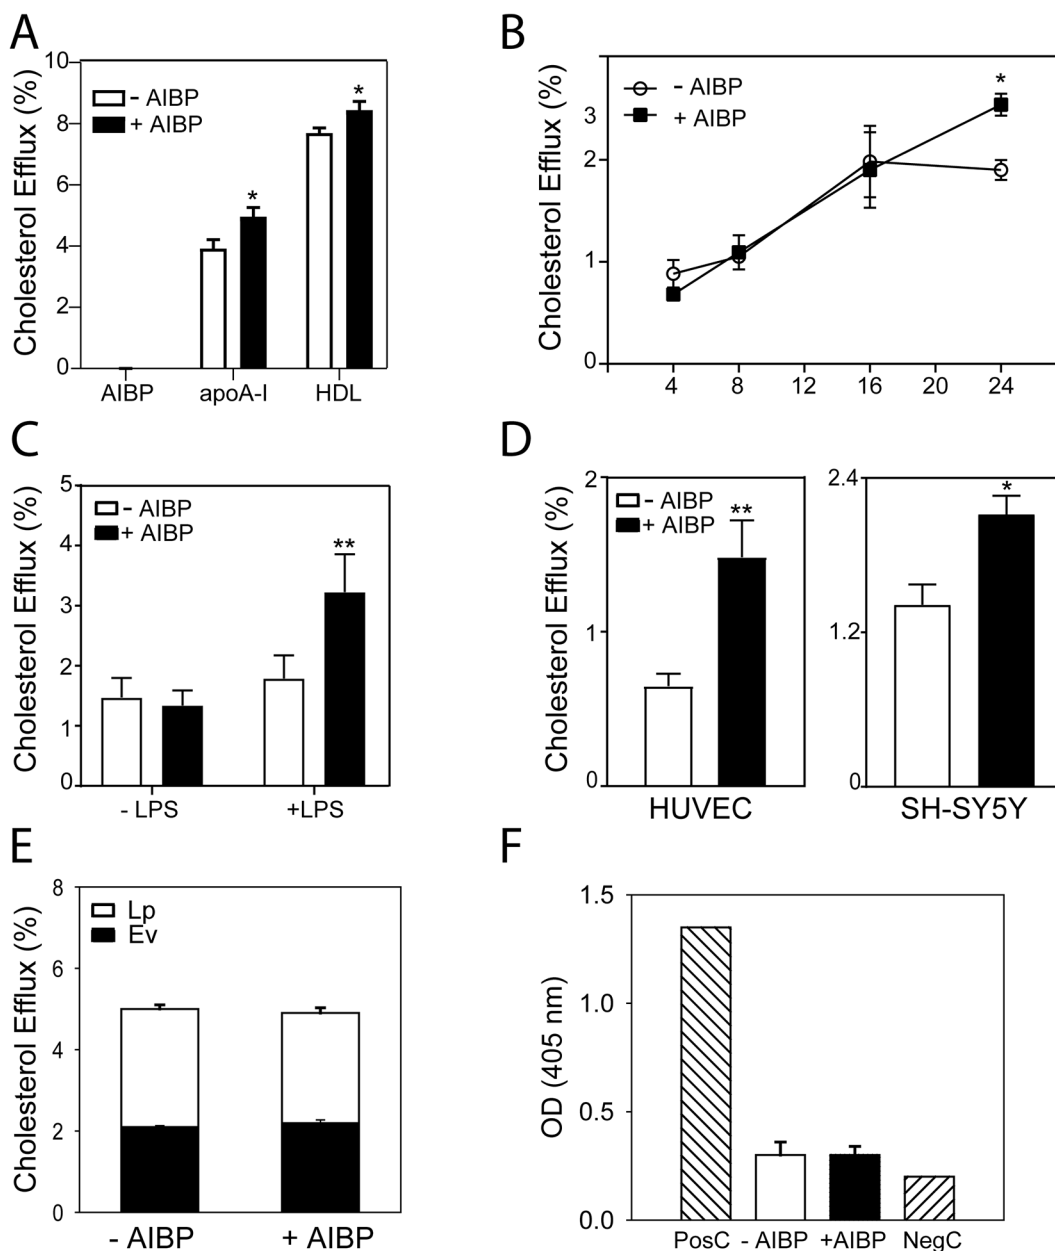 A
Cholesterol Efflux (%)
10
8
6
4
2
0
- AIBP
+ AIBP
*
*
AIBP apoA-I HDL
B
Cholesterol Efflux (%)
3
2
1
0
- AIBP
+ AIBP
*
4 8 12 16 20 24
C
Cholesterol Efflux (%)
5
4
3
2
1
0
- AIBP
+ AIBP
**
- LPS +LPS
D
Cholesterol Efflux (%)
2
1
0
- AIBP
+ AIBP
**
HUVEC
2.4
1.2
0
*
SH-SY5Y
E
Cholesterol Efflux (%)
8
6
4
2
0
Lp
Ev
- AIBP + AIBP
F
OD (405 nm)
1.5
1.0
0.5
0.0
PosC - AIBP +AIBP NegC